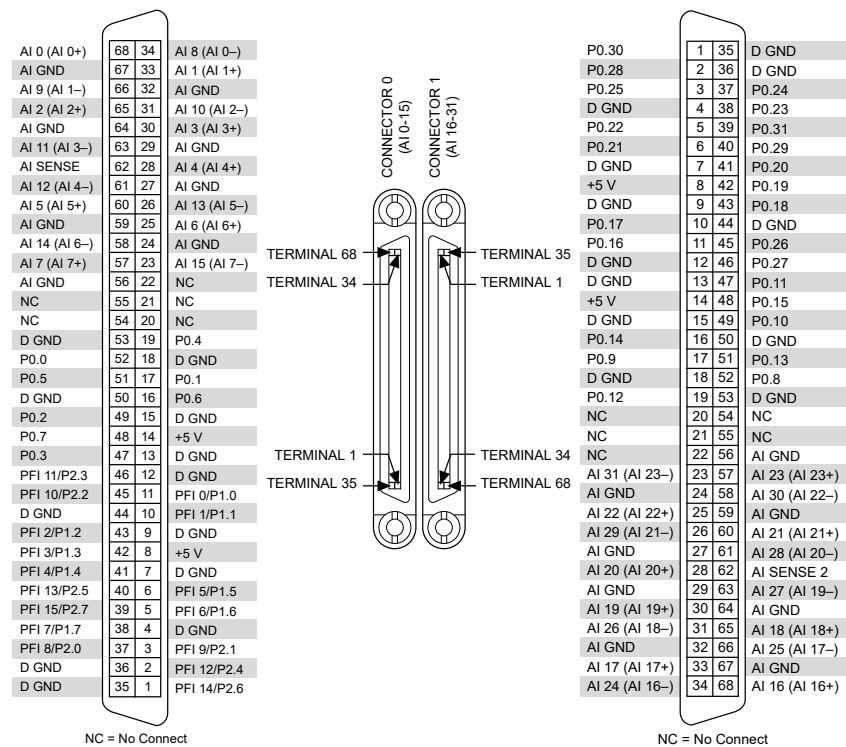 AI 0 (AI 0+) 68 34 AI 8 (AI 0–)
AI GND 67 33 AI 1 (AI 1+)
AI 9 (AI 1–) 66 32 AI GND
AI 2 (AI 2+) 65 31 AI 10 (AI 2–)
AI GND 64 30 AI 3 (AI 3+)
AI 11 (AI 3–) 63 29 AI GND
AI SENSE 62 28 AI 4 (AI 4+)
AI 12 (AI 4–) 61 27 AI GND
AI 5 (AI 5+) 60 26 AI 13 (AI 5–)
AI GND 59 25 AI 6 (AI 6+)
AI 14 (AI 6–) 58 24 AI GND
AI 7 (AI 7+) 57 23 AI 15 (AI 7–)
AI GND 56 22 NC
NC 55 21 NC
NC 54 20 NC
D GND 53 19 P0.4
P0.0 52 18 D GND
P0.5 51 17 P0.1
D GND 50 16 P0.6
P0.2 49 15 D GND
P0.7 48 14 +5 V
P0.3 47 13 D GND
PFI 11/P2.3 46 12 D GND
PFI 10/P2.2 45 11 PFI 0/P1.0
D GND 44 10 PFI 1/P1.1
PFI 2/P1.2 43 9 D GND
PFI 3/P1.3 42 8 +5 V
PFI 4/P1.4 41 7 D GND
PFI 13/P2.5 40 6 PFI 5/P1.5
PFI 15/P2.7 39 5 PFI 6/P1.6
PFI 7/P1.7 38 4 D GND
PFI 8/P2.0 37 3 PFI 9/P2.1
D GND 36 2 PFI 12/P2.4
D GND 35 1 PFI 14/P2.6
NC = No Connect
CONNECTOR 0
(AI 0-15)
CONNECTOR 1
(AI 16-31)
TERMINAL 68
TERMINAL 34
TERMINAL 35
TERMINAL 1
TERMINAL 1
TERMINAL 35
TERMINAL 34
TERMINAL 68
P0.30 1 35 D GND
P0.28 2 36 D GND
P0.25 3 37 P0.24
D GND 4 38 P0.23
P0.22 5 39 P0.31
P0.21 6 40 P0.29
D GND 7 41 P0.20
+5 V 8 42 P0.19
D GND 9 43 P0.18
P0.17 10 44 D GND
P0.16 11 45 P0.26
D GND 12 46 P0.27
D GND 13 47 P0.11
+5 V 14 48 P0.15
D GND 15 49 P0.10
P0.14 16 50 D GND
P0.9 17 51 P0.13
D GND 18 52 P0.8
P0.12 19 53 D GND
NC 20 54 NC
NC 21 55 NC
NC 22 56 AI GND
AI 31 (AI 23–) 23 57 AI 23 (AI 23+)
AI GND 24 58 AI 30 (AI 22–)
AI 22 (AI 22+) 25 59 AI GND
AI 29 (AI 21–) 26 60 AI 21 (AI 21+)
AI GND 27 61 AI 28 (AI 20–)
AI 20 (AI 20+) 28 62 AI SENSE 2
AI GND 29 63 AI 27 (AI 19–)
AI 19 (AI 19+) 30 64 AI GND
AI 26 (AI 18–) 31 65 AI 18 (AI 18+)
AI GND 32 66 AI 25 (AI 17–)
AI 17 (AI 17+) 33 67 AI GND
AI 24 (AI 16–) 34 68 AI 16 (AI 16+)
NC = No Connect